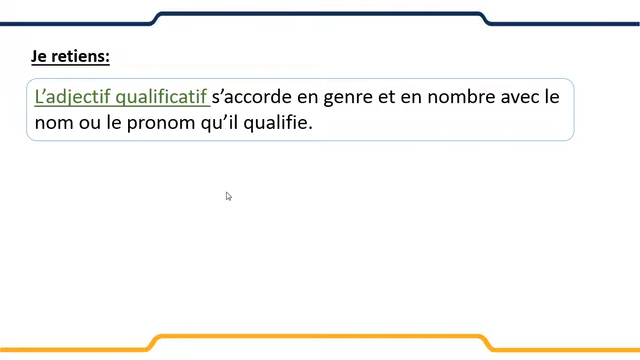 Je retiens:
L’adjectif qualificatif s’accorde en genre et en nombre avec le
nom ou le pronom qu’il qualifie.